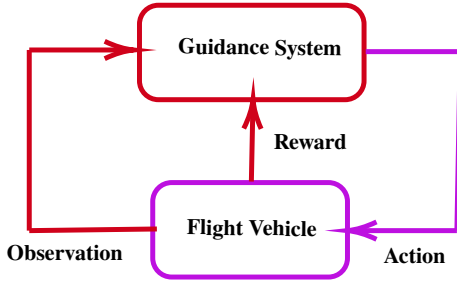 Guidance System
Reward
Flight Vehicle
Observation
Action